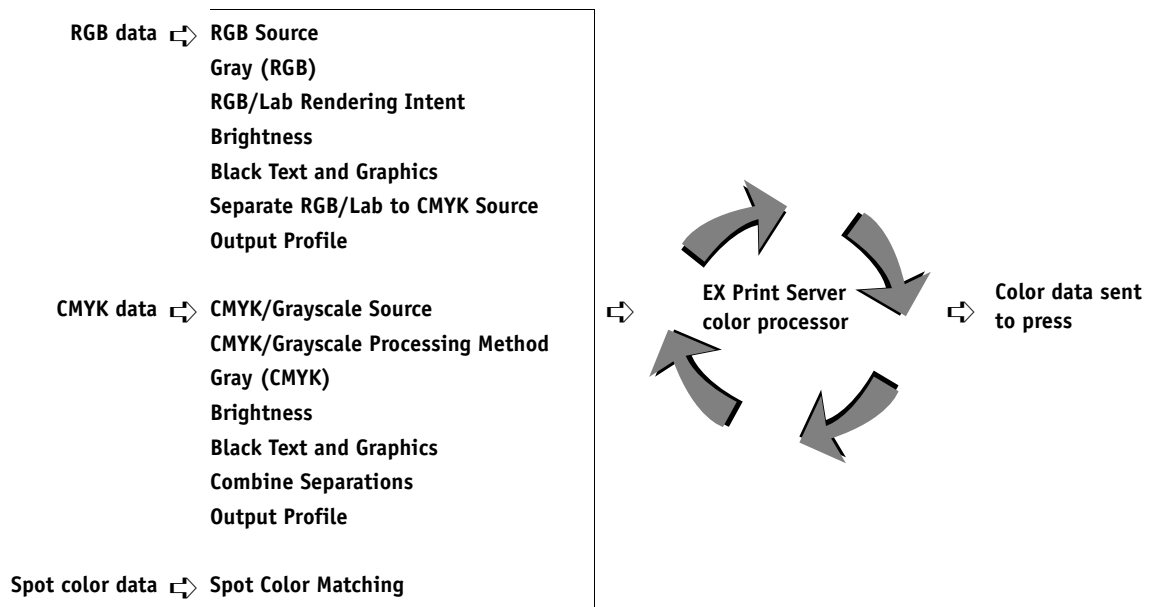 RGB data RGB Source
Gray (RGB)
RGB/Lab Rendering Intent
Brightness
Black Text and Graphics
Separate RGB/Lab to CMYK Source
Output Profile
CMYK data CMYK/Grayscale Source
CMYK/Grayscale Processing Method
Gray (CMYK)
Brightness
Black Text and Graphics
Combine Separations
Output Profile
Spot color data Spot Color Matching
EX Print Server
color processor
Color data sent
to press